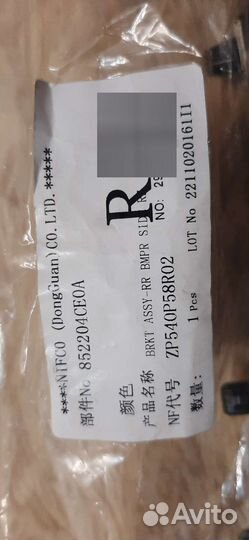 ****NIFCO (DongGuan)CO.LTD.*****
部件No 852204CE0A
颜色
产品名称 BRKT ASSY-RR BMPR SID
NF代号 ZP540P58R02
数量: 1 Pcs
R
NO: 29
LOT No 22110201611
Avito